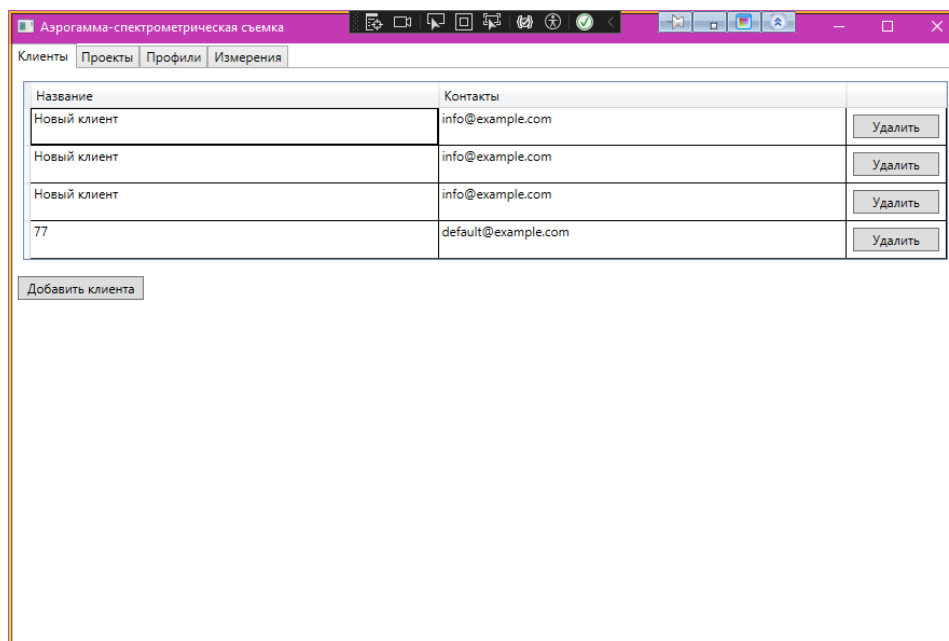 Аэрогамма-спектрометрическая съемка
Клиенты Проекты Профили Измерения
Название Контакты
Новый клиент info@example.com Удалить
Новый клиент info@example.com Удалить
Новый клиент info@example.com Удалить
77 default@example.com Удалить
Добавить клиента